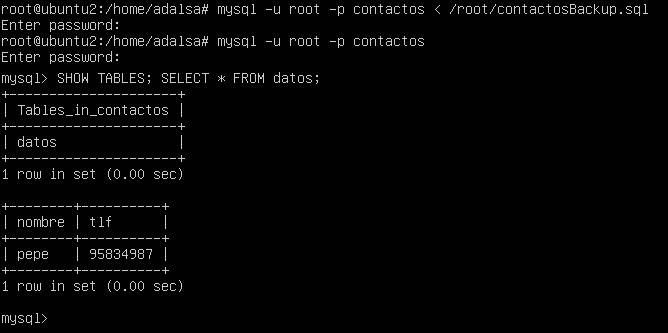 root@ubuntu2:/home/adalsa# mysql -u root -p contactos < /root/contactosBackup.sql
Enter password:
root@ubuntu2:/home/adalsa# mysql -u root -p contactos
Enter password:
mysql> SHOW TABLES; SELECT * FROM datos;
+---------------------+
| Tables_in_contactos |
+---------------------+
| datos               |
+---------------------+
1 row in set (0.00 sec)

+--------+----------+
| nombre | tlf      |
+--------+----------+
| pepe   | 95834987 |
+--------+----------+
1 row in set (0.00 sec)

mysql>